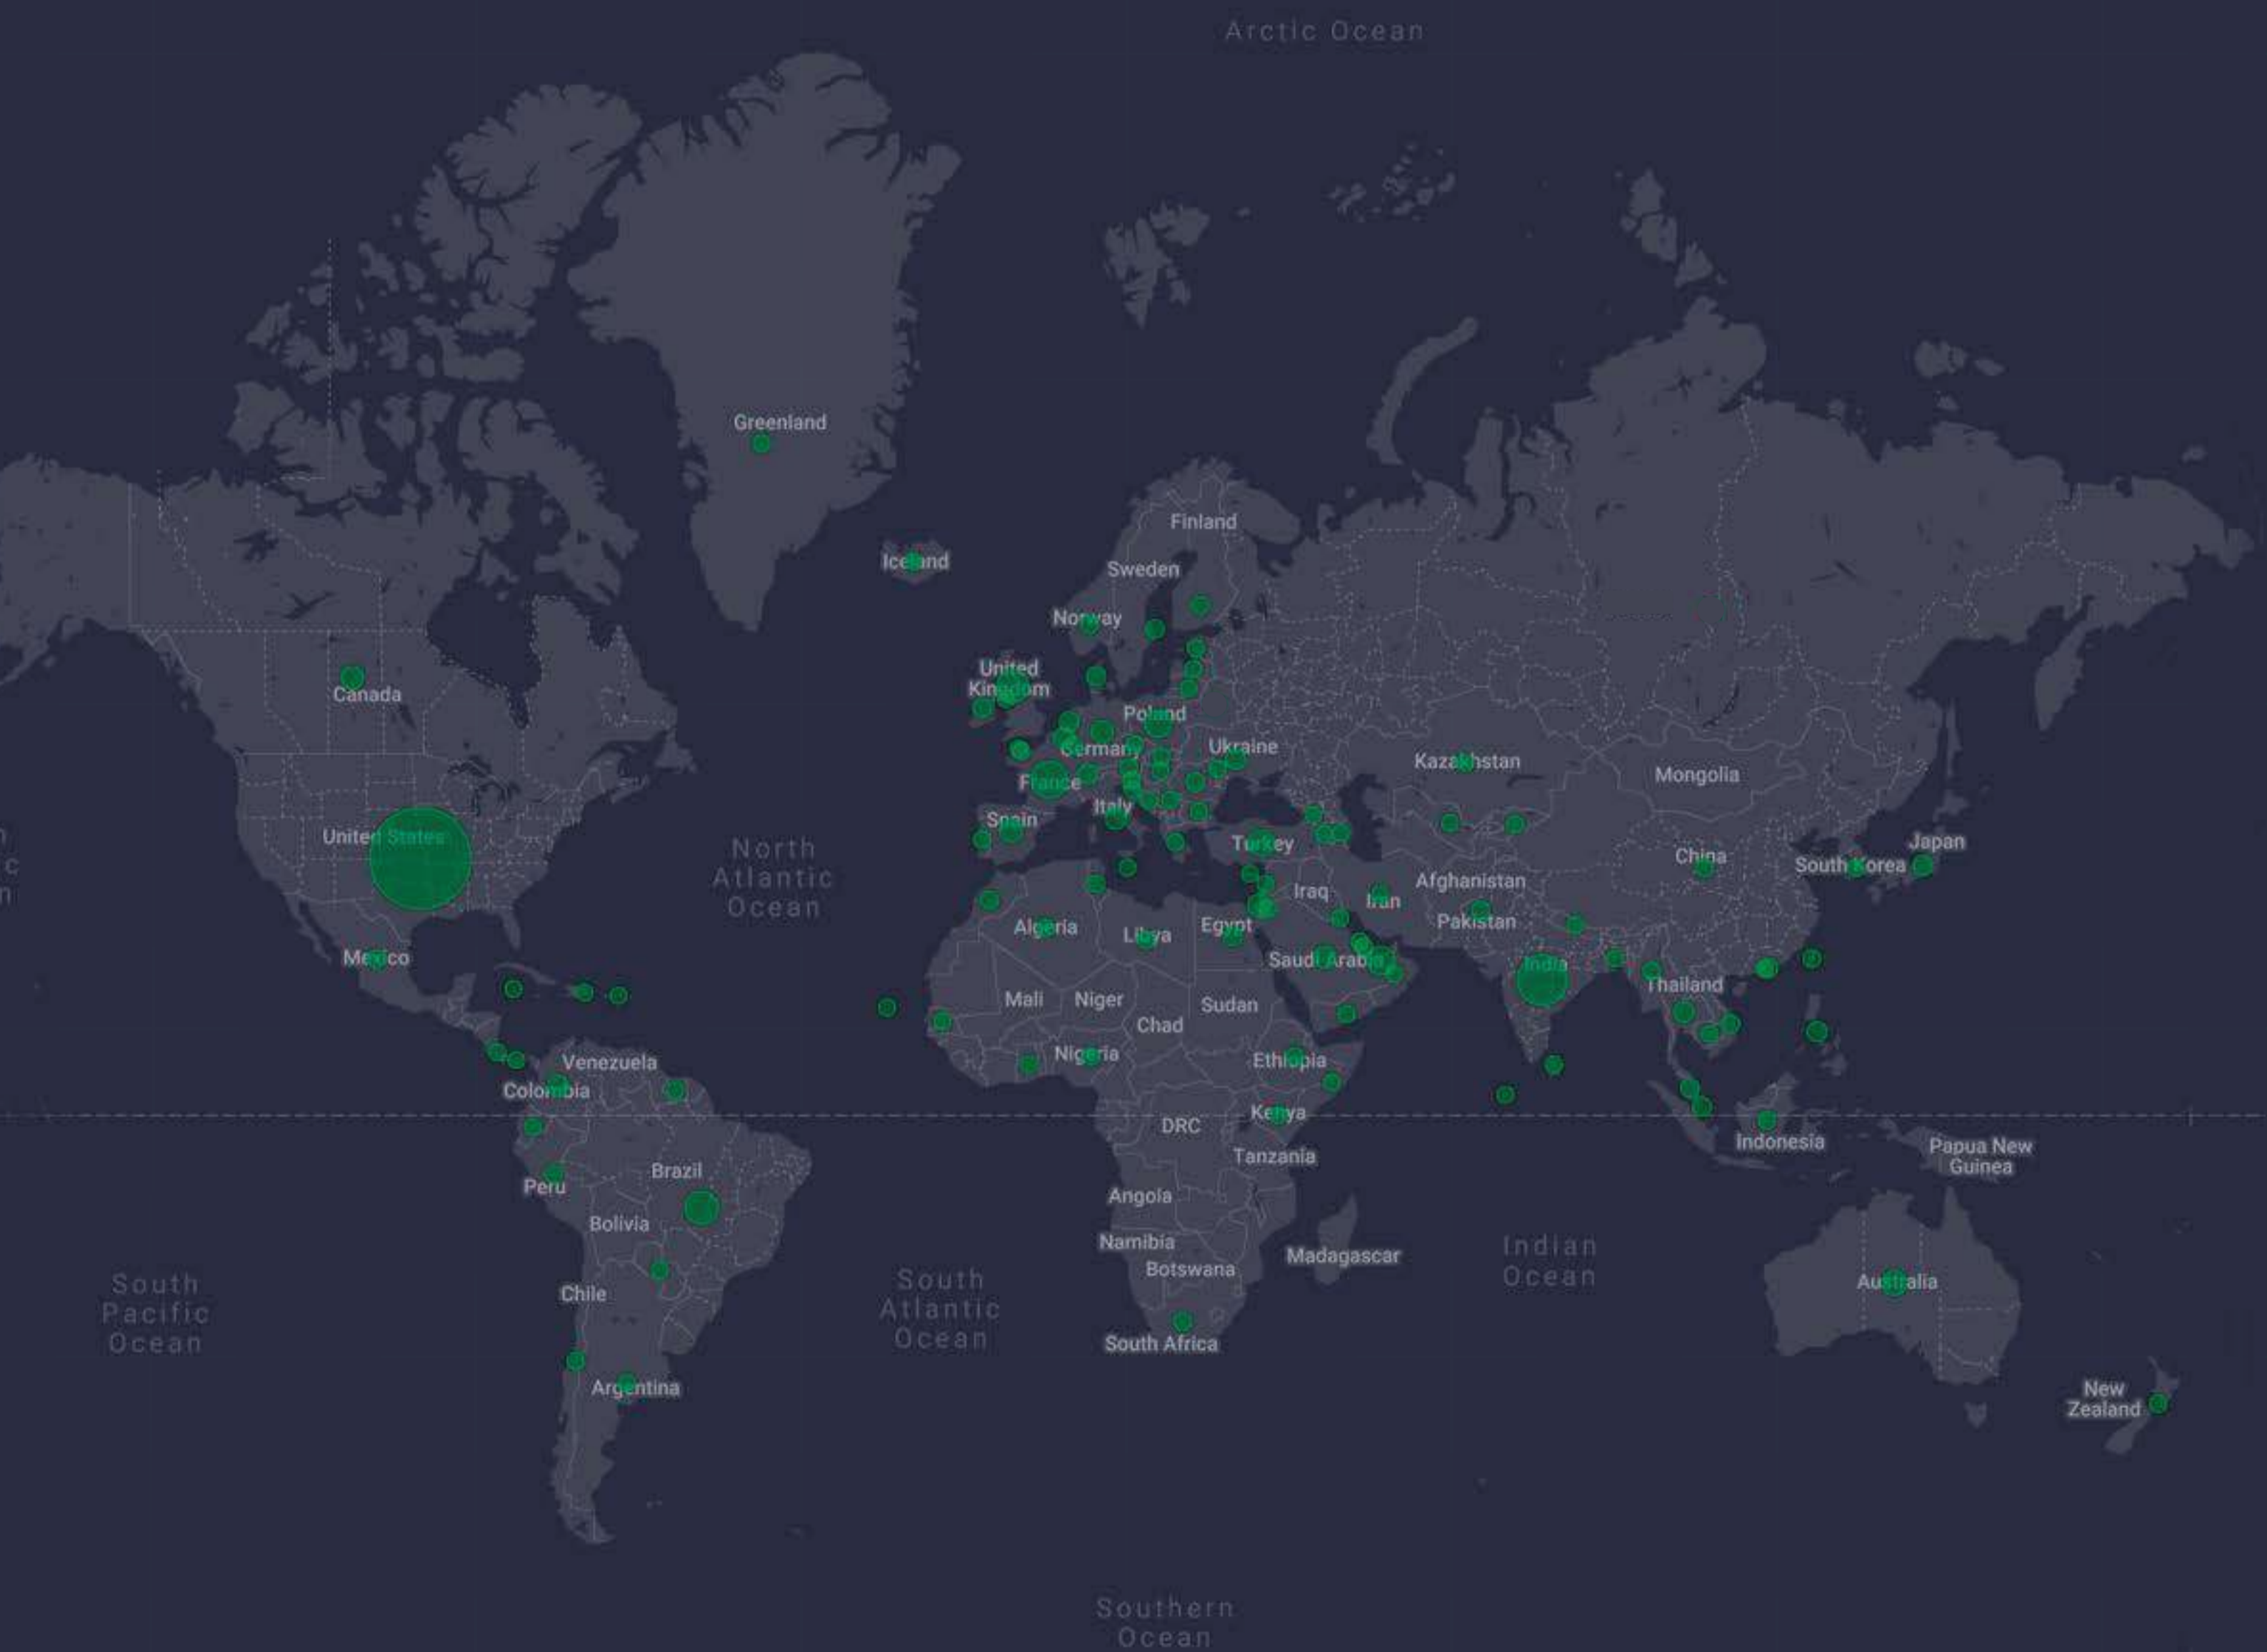 Arctic Ocean
Greenland
Finland
Iceland
Sweden
Norway
United
Kingdom
Canada
Poland
Germany
Ukraine
Kazakhstan
Mongolia
France
Italy
Spain
United States
Turkey
Japan
China
South Korea
North
Atlantic
Ocean
Afghanistan
Iraq
Iran
Pakistan
Algeria
Libya
Egypt
Mexico
Saudi Arabia
India
Thailand
Mali
Niger
Sudan
Chad
Nigeria
Ethiopia
Venezuela
Colombia
Kenya
DRC
Indonesia
Papua New
Guinea
Tanzania
Brazil
Peru
Angola
Bolivia
Namibia
Madagascar
Botswana
Indian
Ocean
South
Pacific
Ocean
South
Atlantic
Ocean
Chile
Australia
South Africa
Argentina
New
Zealand
Southern
Ocean